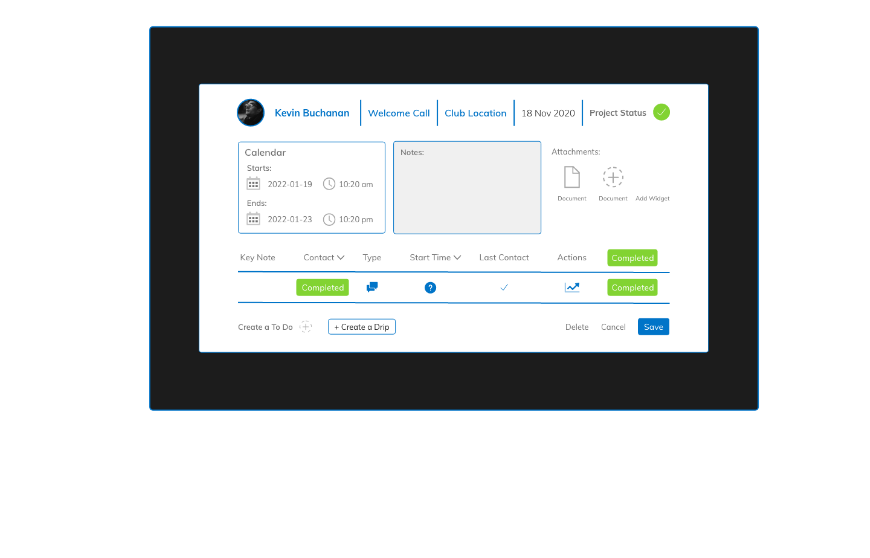 Kevin Buchanan Welcome Call Club Location 18 Nov 2020 Project Status
Calendar
Starts:
2022-01-19 10:20 am
Ends:
2022-01-23 10:20 pm
Notes:
Attachments:
Document Document Add Widget
Key Note Contact Type Start Time Last Contact Actions Completed
Completed ? Completed
Create a To Do + Create a Drip Delete Cancel Save